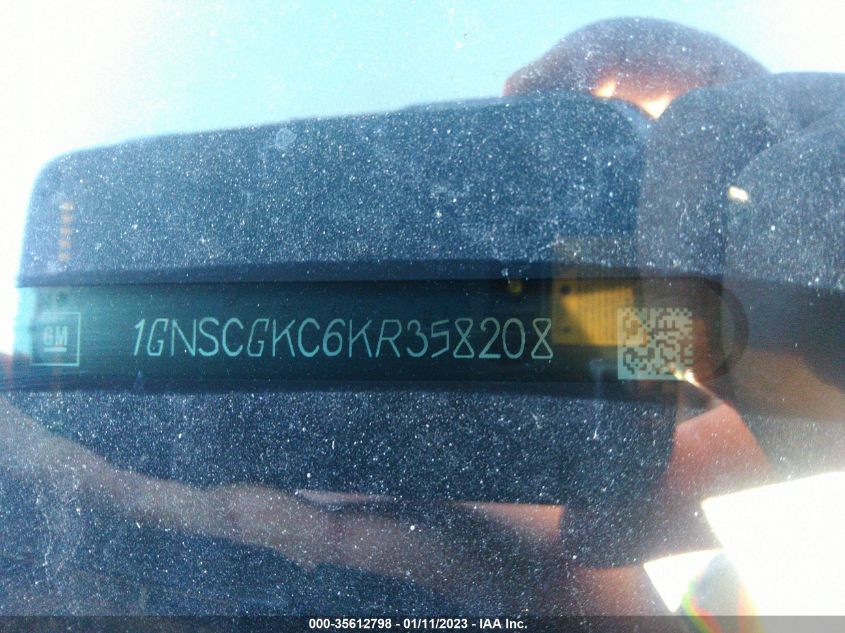 GM 1GNSCGKC6KR358208
000-35612798 - 01/11/2023 - IAA Inc.